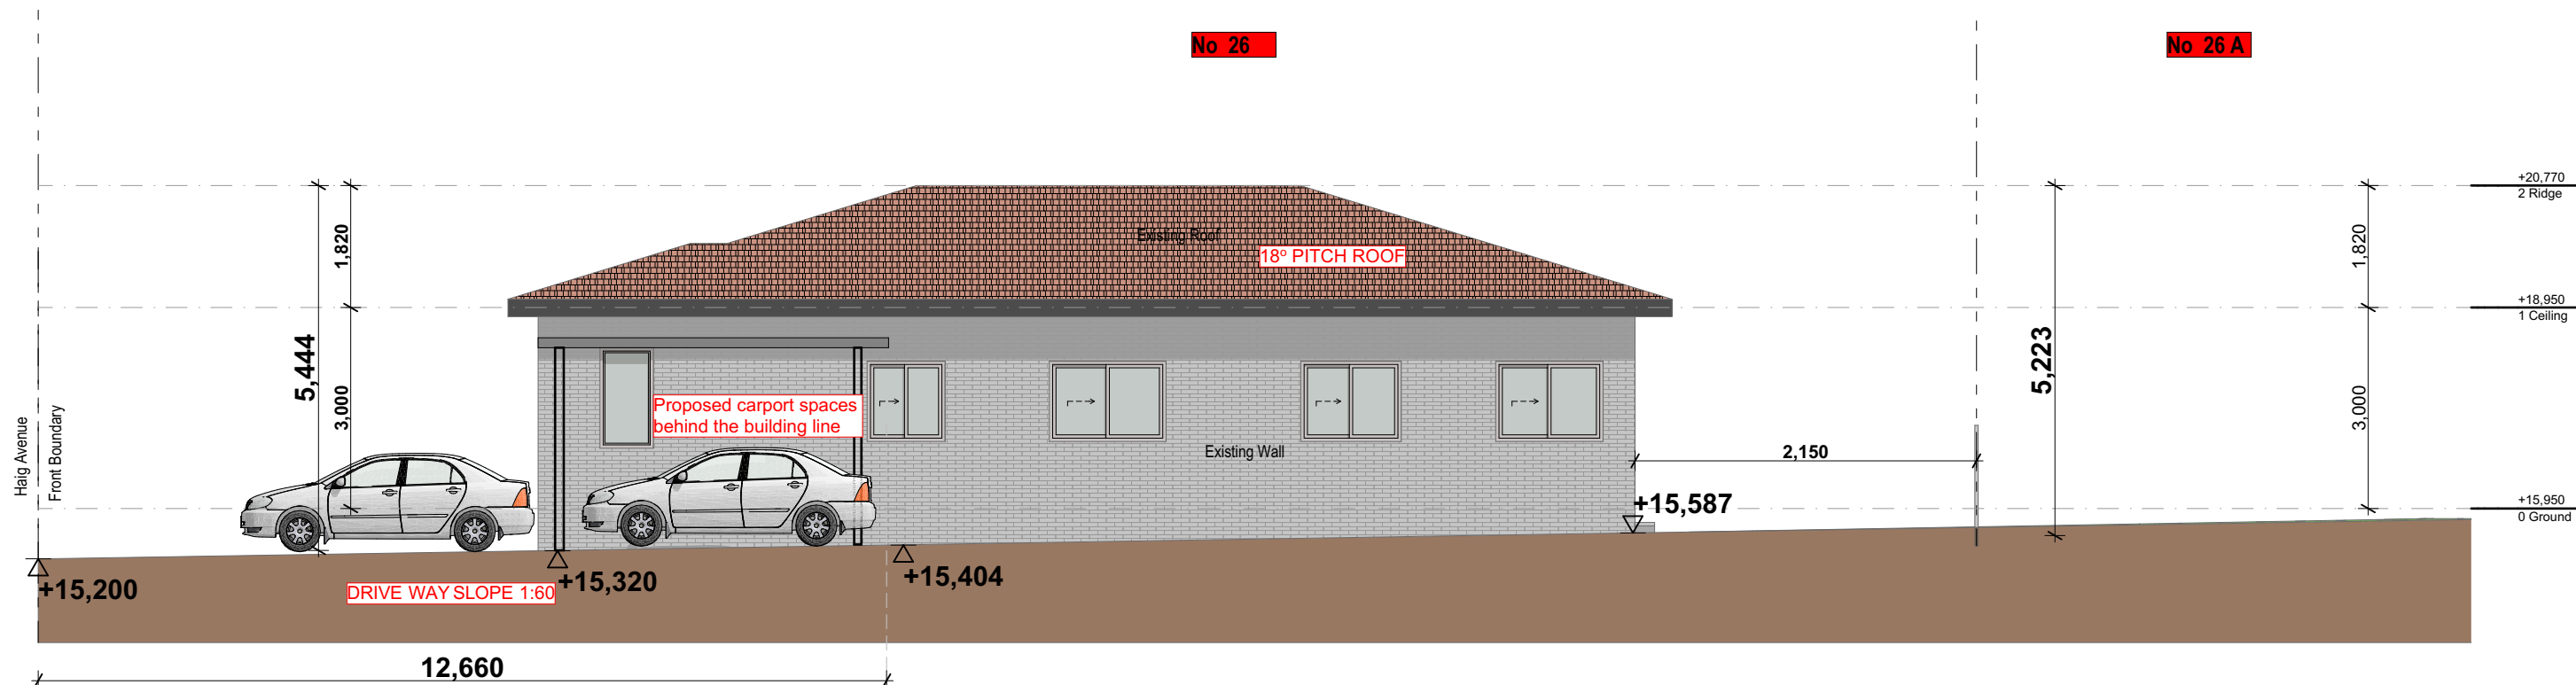 No 26
No 26 A
+20,770
2 Ridge
1,820
1,820
Existing Roof
18º PITCH ROOF
+18,950
1 Ceiling
5,444
3,000
5,223
3,000
Haig Avenue
Front Boundary
Proposed carport spaces
behind the building line
Existing Wall
2,150
+15,587
+15,950
0 Ground
+15,200
DRIVE WAY SLOPE 1:60
+15,320
+15,404
12,660